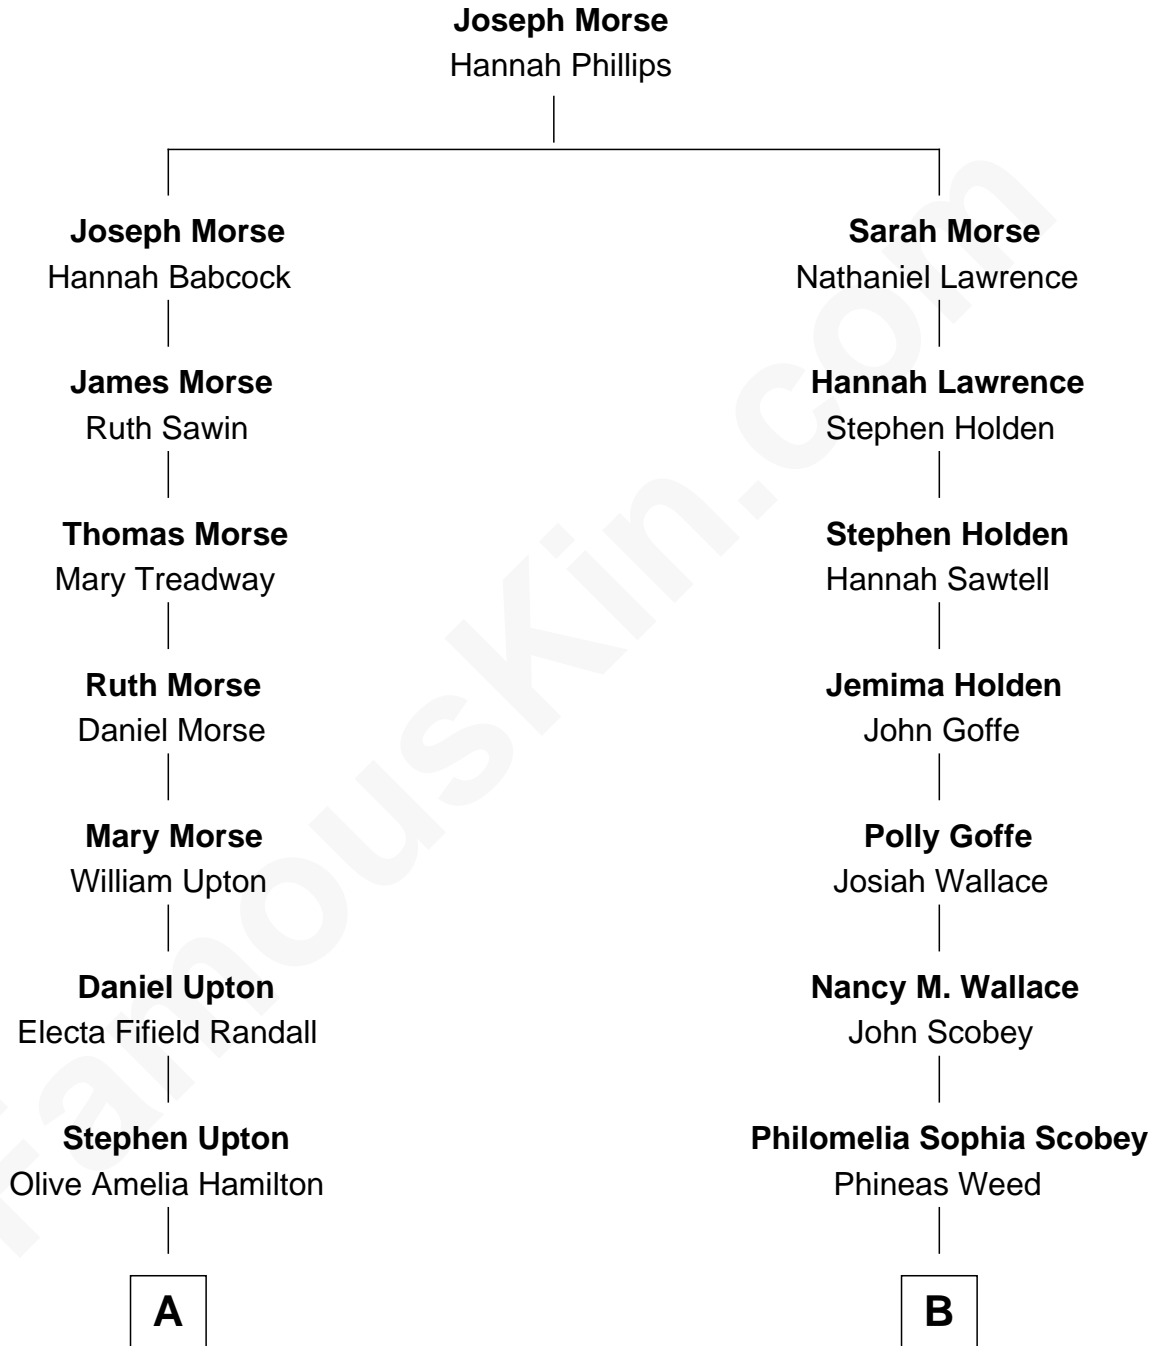 Joseph Morse
Hannah Phillips
Joseph Morse
Hannah Babcock
James Morse
Ruth Sawin
Thomas Morse
Mary Treadway
Ruth Morse
Daniel Morse
Mary Morse
William Upton
Daniel Upton
Electa Fifield Randall
Stephen Upton
Olive Amelia Hamilton
A
Sarah Morse
Nathaniel Lawrence
Hannah Lawrence
Stephen Holden
Stephen Holden
Hannah Sawtell
Jemima Holden
John Goffe
Polly Goffe
Josiah Wallace
Nancy M. Wallace
John Scobey
Philomelia Sophia Scobey
Phineas Weed
B
FamousKin.com